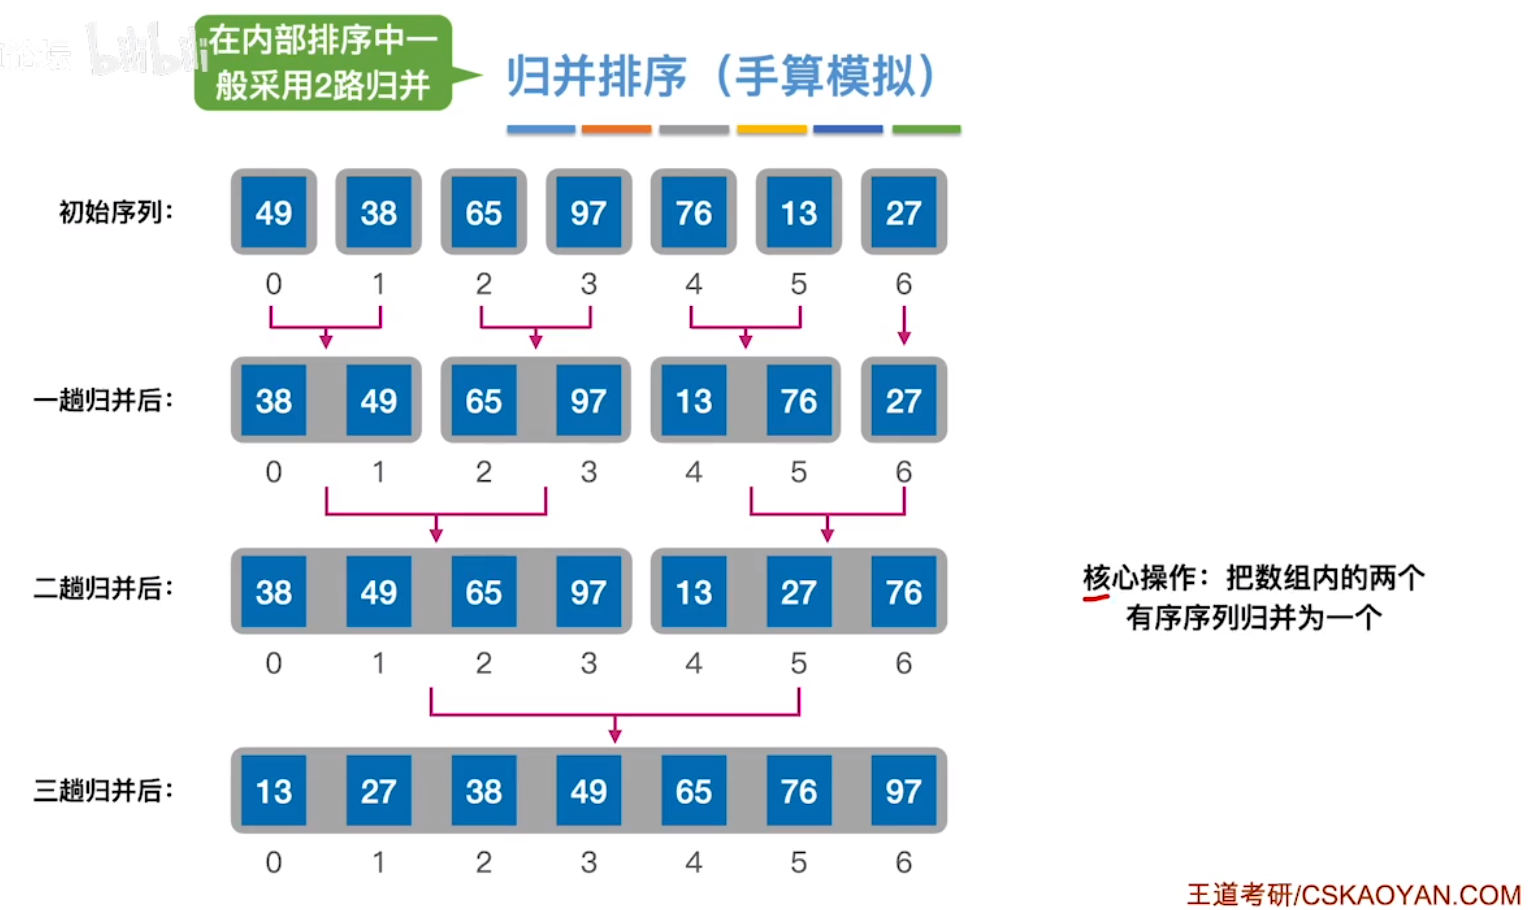 论坛 bilibili
在内部排序中一
般采用2路归并
归并排序（手算模拟）
初始序列：
49 38 65 97 76 13 27
0 1 2 3 4 5 6
一趟归并后：
38 49 65 97 13 76 27
0 1 2 3 4 5 6
二趟归并后：
38 49 65 97 13 27 76
0 1 2 3 4 5 6
核心操作：把数组内的两个
有序序列归并为一个
三趟归并后：
13 27 38 49 65 76 97
0 1 2 3 4 5 6
王道考研/CSKAOYAN.COM